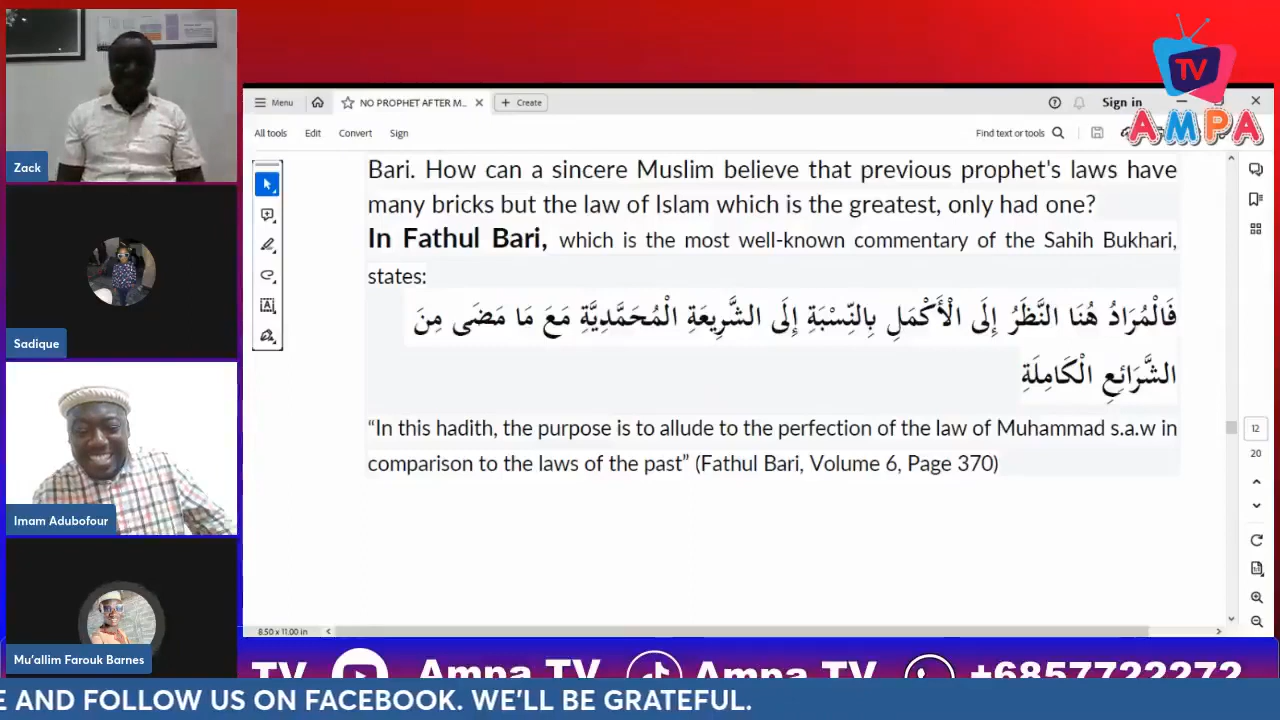 Zack
Sadique
Imam Adubofour
Mu'allim Farouk Barnes
TV
AMPA
Menu
NO PROPHET AFTER M...
Create
Sign in
All tools
Edit
Convert
Sign
Find text or tools
Bari. How can a sincere Muslim believe that previous prophet's laws have
many bricks but the law of Islam which is the greatest, only had one?
In Fathul Bari, which is the most well-known commentary of the Sahih Bukhari,
states:
فَالْمُرَادُ هُنَا النَّظَرُ إِلَى الْأَكْمَلِ بِالنِّسْبَةِ إِلَى الشَّرِيعَةِ الْمُحَمَّدِيَّةِ مَعَ مَا مَضَى مِنَ
الشَّرَائِعِ الْكَامِلَةِ
“In this hadith, the purpose is to allude to the perfection of the law of Muhammad s.a.w in
comparison to the laws of the past” (Fathul Bari, Volume 6, Page 370)
12
20
8.50 x 11.00 in
TV Ampa TV Ampa TV +6857722272
E AND FOLLOW US ON FACEBOOK. WE'LL BE GRATEFUL.